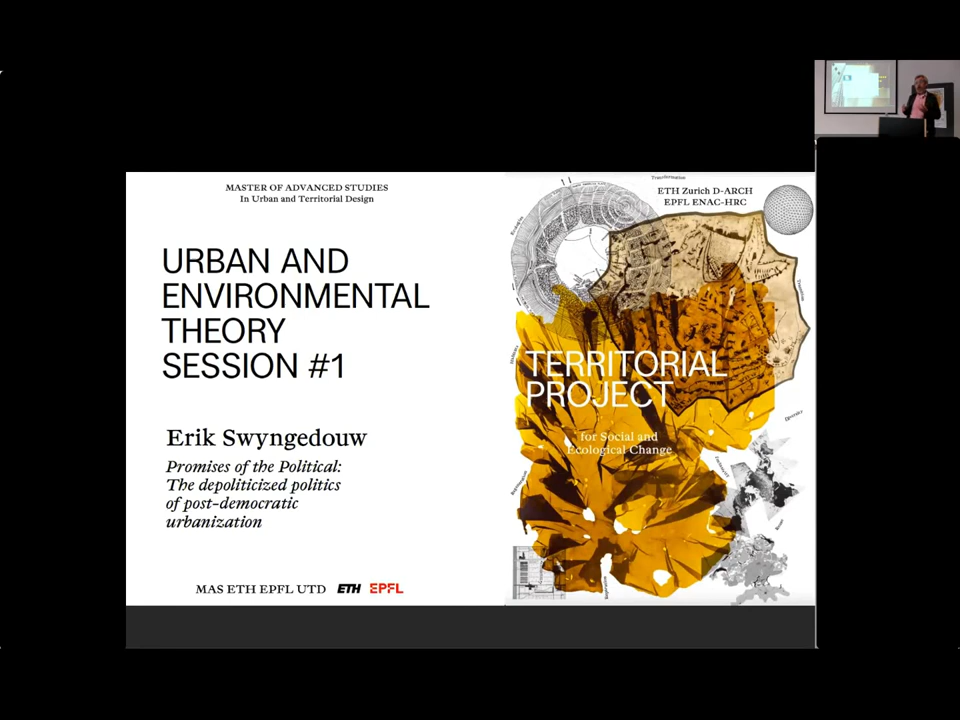 MASTER OF ADVANCED STUDIES
In Urban and Territorial Design
URBAN AND
ENVIRONMENTAL
THEORY
SESSION #1
Erik Swyngedouw
Promises of the Political:
The depoliticized politics
of post-democratic
urbanization
MAS ETH EPFL UTD ETH EPFL
Transformation
ETH Zurich D-ARCH
EPFL ENAC-HRC
Transition
TERRITORIAL
PROJECT
for Social and
Ecological Change
Diversity